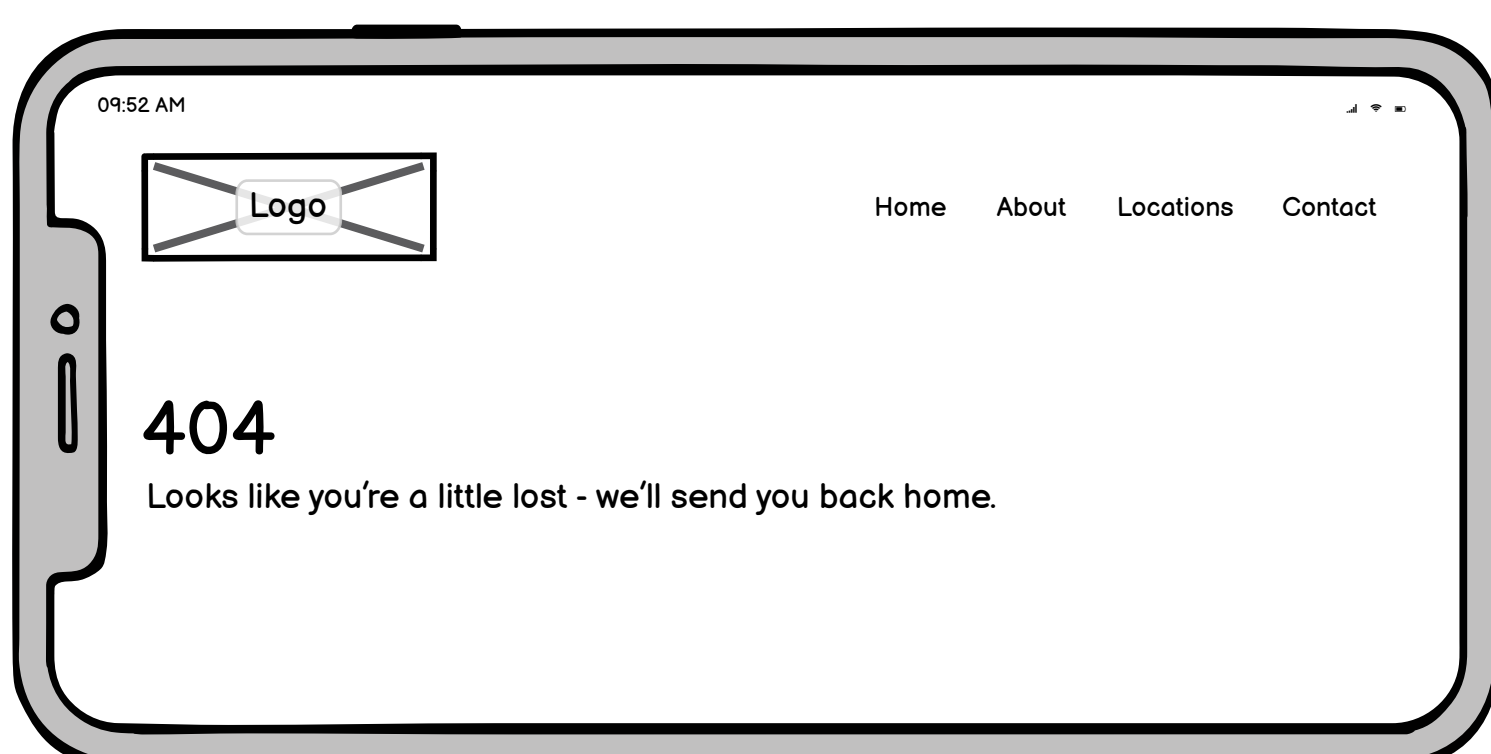 09:52 AM
Logo
Home About Locations Contact
404
Looks like you're a little lost - we'll send you back home.